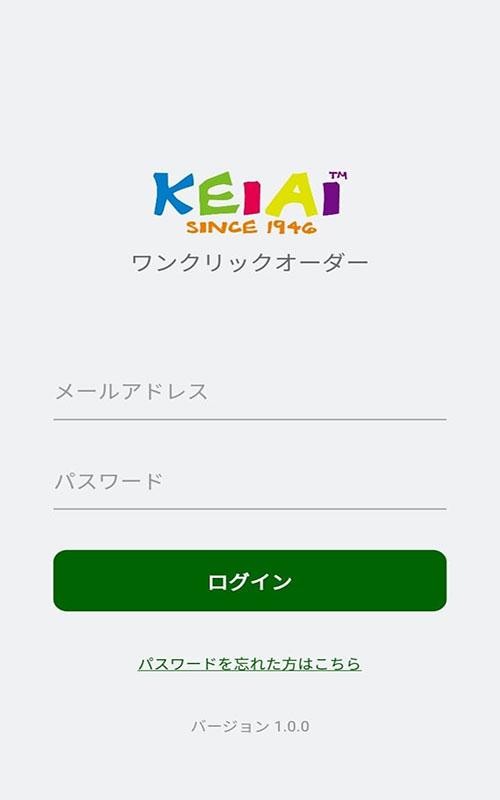 KEIAI™
SINCE 1946
ワンクリックオーダー
メールアドレス
パスワード
ログイン
パスワードを忘れた方はこちら
バージョン 1.0.0